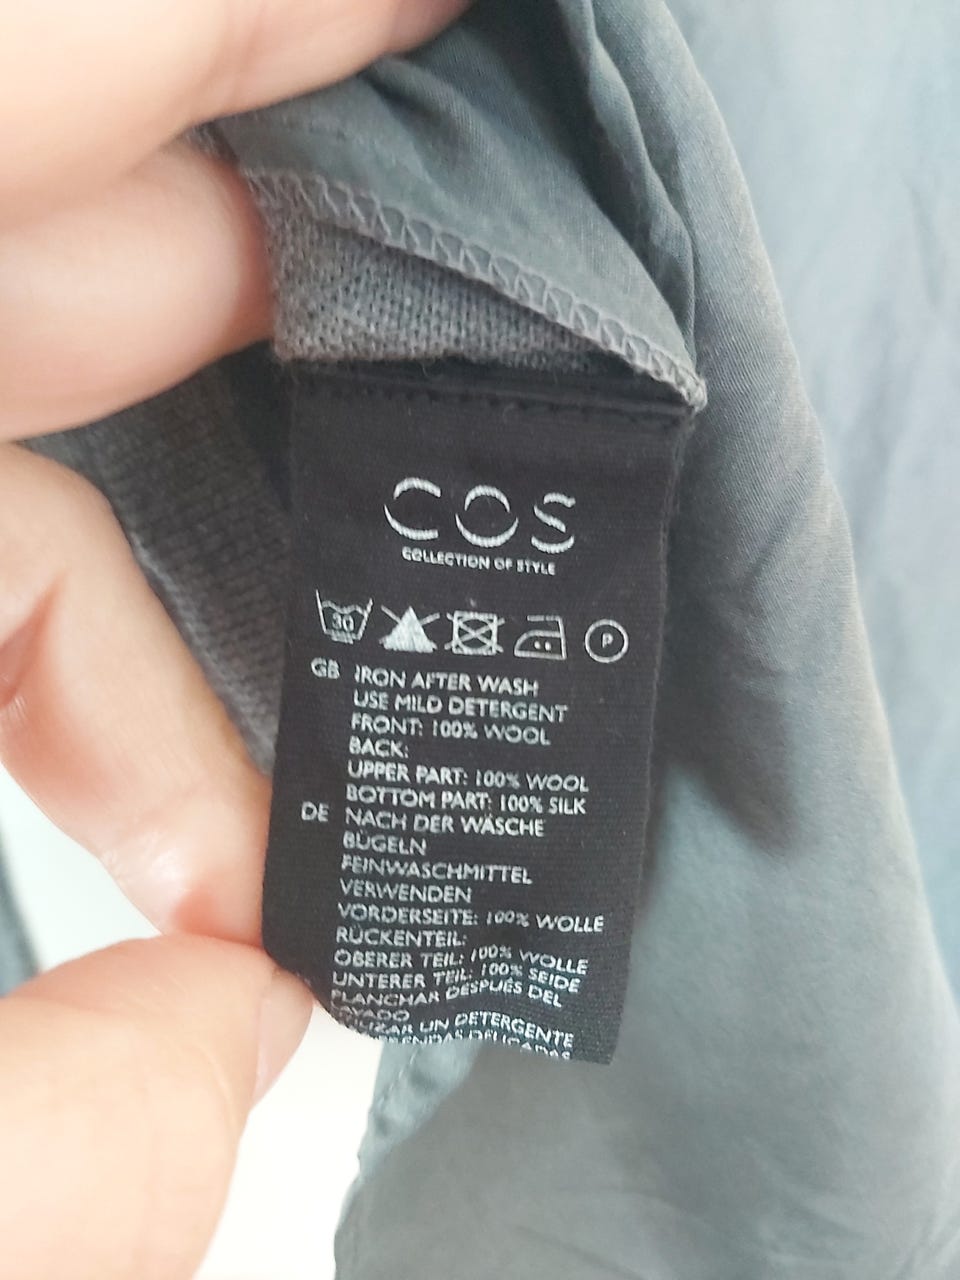 COS
COLLECTION OF STYLE
30
P
GB IRON AFTER WASH
USE MILD DETERGENT
FRONT: 100% WOOL
BACK:
UPPER PART: 100% WOOL
BOTTOM PART: 100% SILK
DE NACH DER WÄSCHE
BÜGELN
FEINWASCHMITTEL
VERWENDEN
VORDERSEITE: 100% WOLLE
RÜCKENTEIL:
OBERER TEIL: 100% WOLLE
UNTERER TEIL: 100% SEIDE
PLANCHAR DESPUÉS DEL
UN DETERGENTE